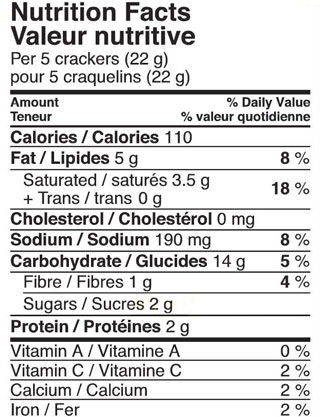 Nutrition Facts
Valeur nutritive
Per 5 crackers (22 g)
pour 5 craquelins (22 g)
Amount % Daily Value
Teneur % valeur quotidienne
Calories / Calories 110
Fat / Lipides 5 g 8 %
Saturated / saturés 3.5 g
+ Trans / trans 0 g 18 %
Cholesterol / Cholestérol 0 mg
Sodium / Sodium 190 mg 8 %
Carbohydrate / Glucides 14 g 5 %
Fibre / Fibres 1 g 4 %
Sugars / Sucres 2 g
Protein / Protéines 2 g
Vitamin A / Vitamine A 0 %
Vitamin C / Vitamine C 2 %
Calcium / Calcium 2 %
Iron / Fer 2 %